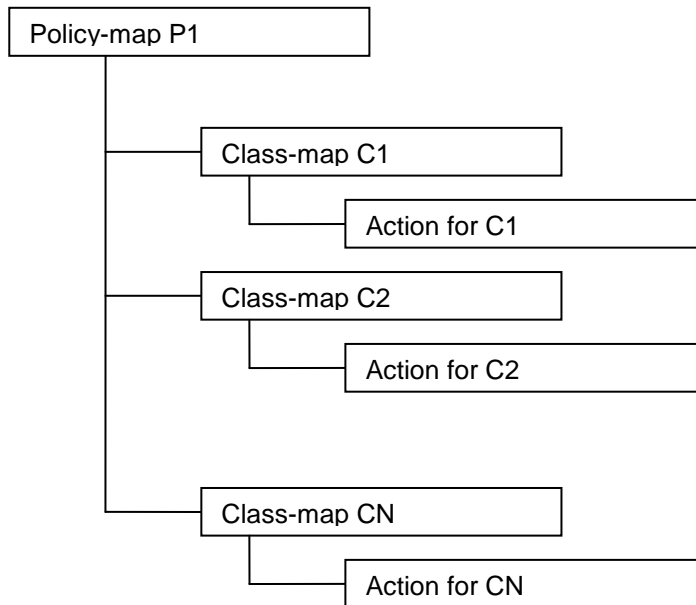 Policy-map P1
Class-map C1
Action for C1
Class-map C2
Action for C2
Class-map CN
Action for CN